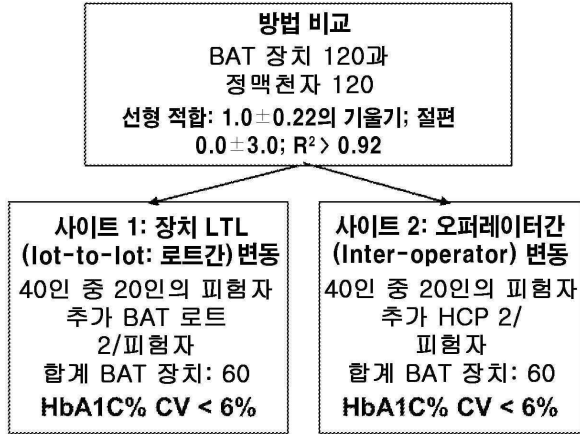 방법 비교
BAT 장치 120과
정맥천자 120
선형 적합: 1.0±0.22의 기울기; 절편
0.0±3.0; R² > 0.92
사이트 1: 장치 LTL
(lot-to-lot: 로트간) 변동
40인 중 20인의 피험자
추가 BAT 로트
2/피험자
합계 BAT 장치: 60
HbA1C% CV < 6%
사이트 2: 오퍼레이터간
(Inter-operator) 변동
40인 중 20인의 피험자
추가 HCP 2/
피험자
합계 BAT 장치: 60
HbA1C% CV < 6%